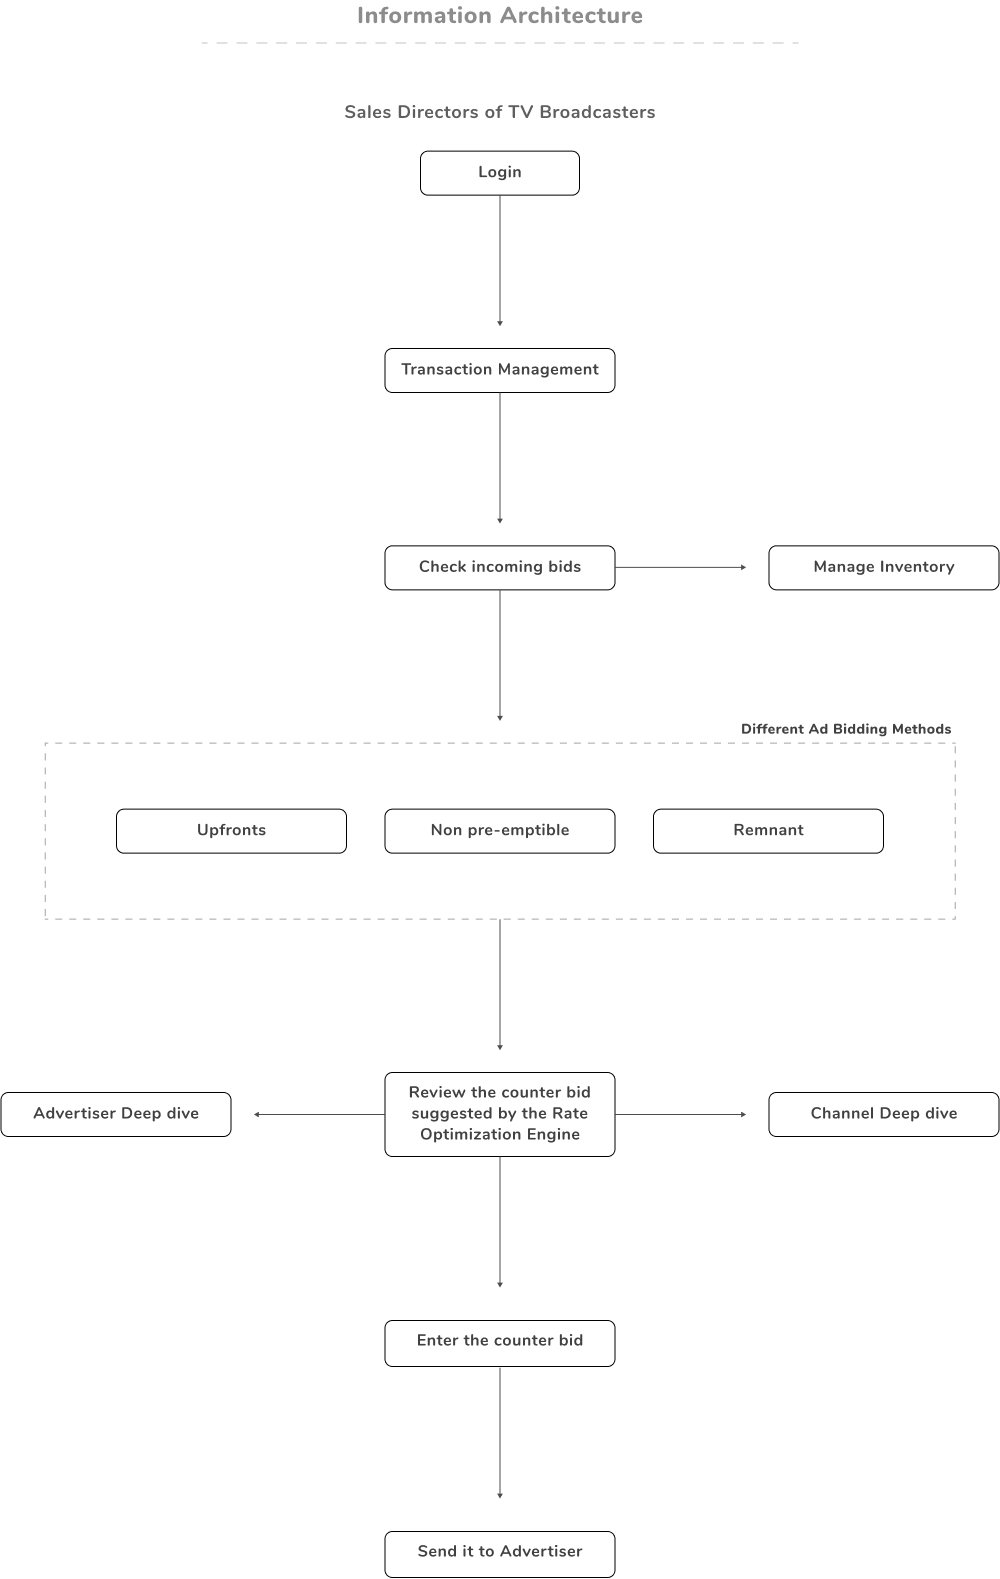 Information Architecture
Sales Directors of TV Broadcasters
Login
Transaction Management
Check incoming bids
Manage Inventory
Different Ad Bidding Methods
Upfronts
Non pre-emptible
Remnant
Advertiser Deep dive
Review the counter bid
suggested by the Rate
Optimization Engine
Channel Deep dive
Enter the counter bid
Send it to Advertiser